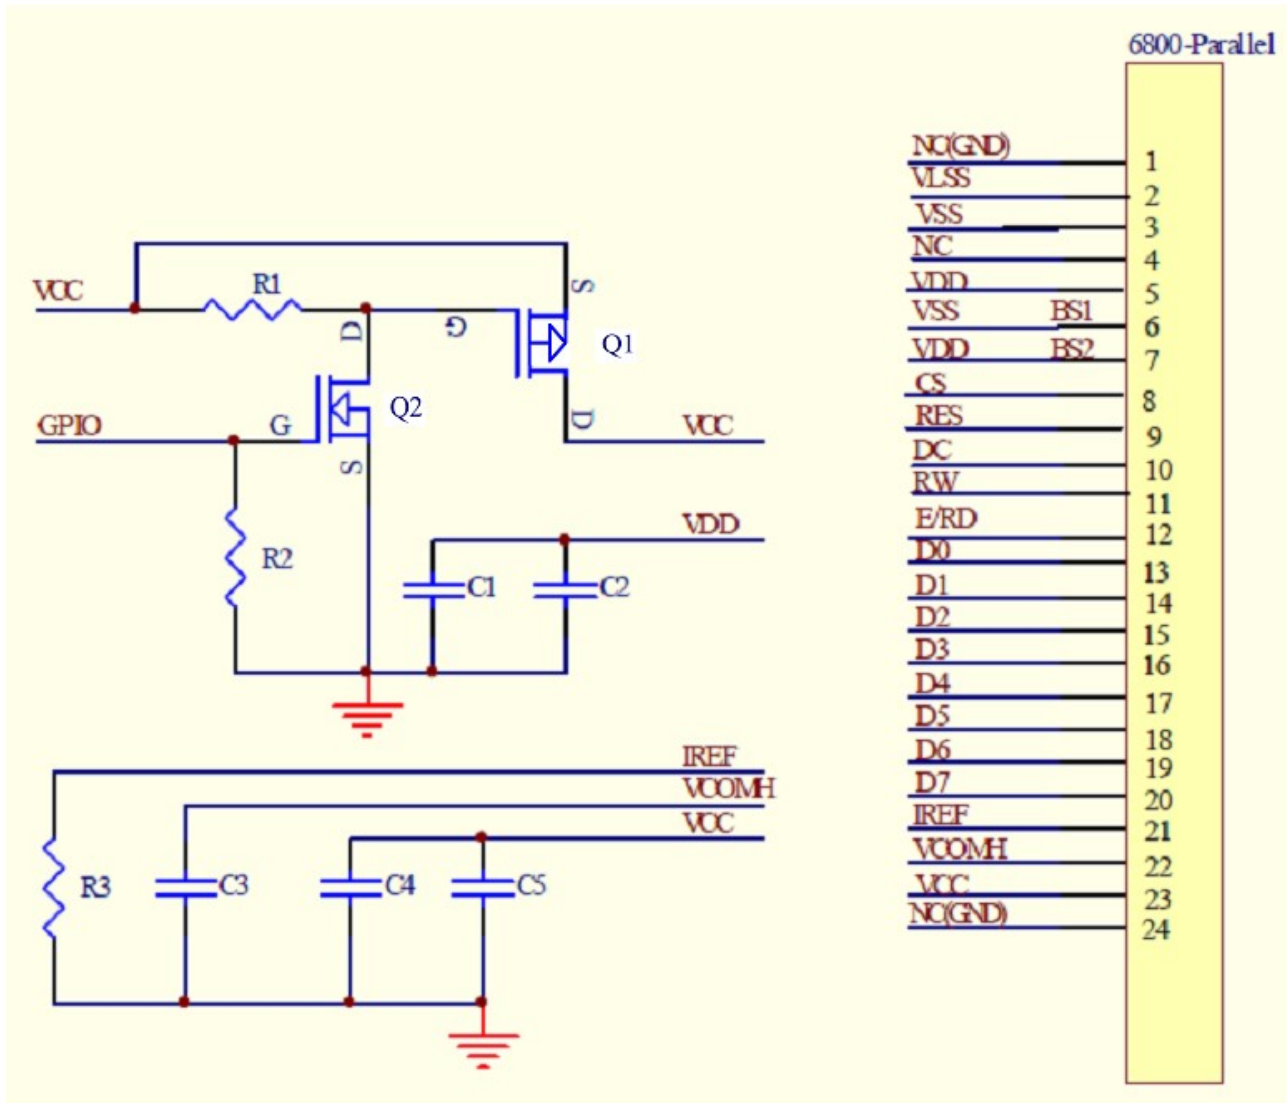 6800-Parallel
NC(GND) 1
VLSS 2
VSS 3
NC 4
VDD 5
VSS BS1 6
VDD BS2 7
CS 8
RES 9
DC 10
RW 11
E/RD 12
D0 13
D1 14
D2 15
D3 16
D4 17
D5 18
D6 19
D7 20
IREF 21
VCOMH 22
VCC 23
NC(GND) 24
VCC R1 S
D G Q1
Q2
GPIO G D VCC
S
R2 VDD
C1 C2
IREF
VCOMH
VCC
R3 C3 C4 C5